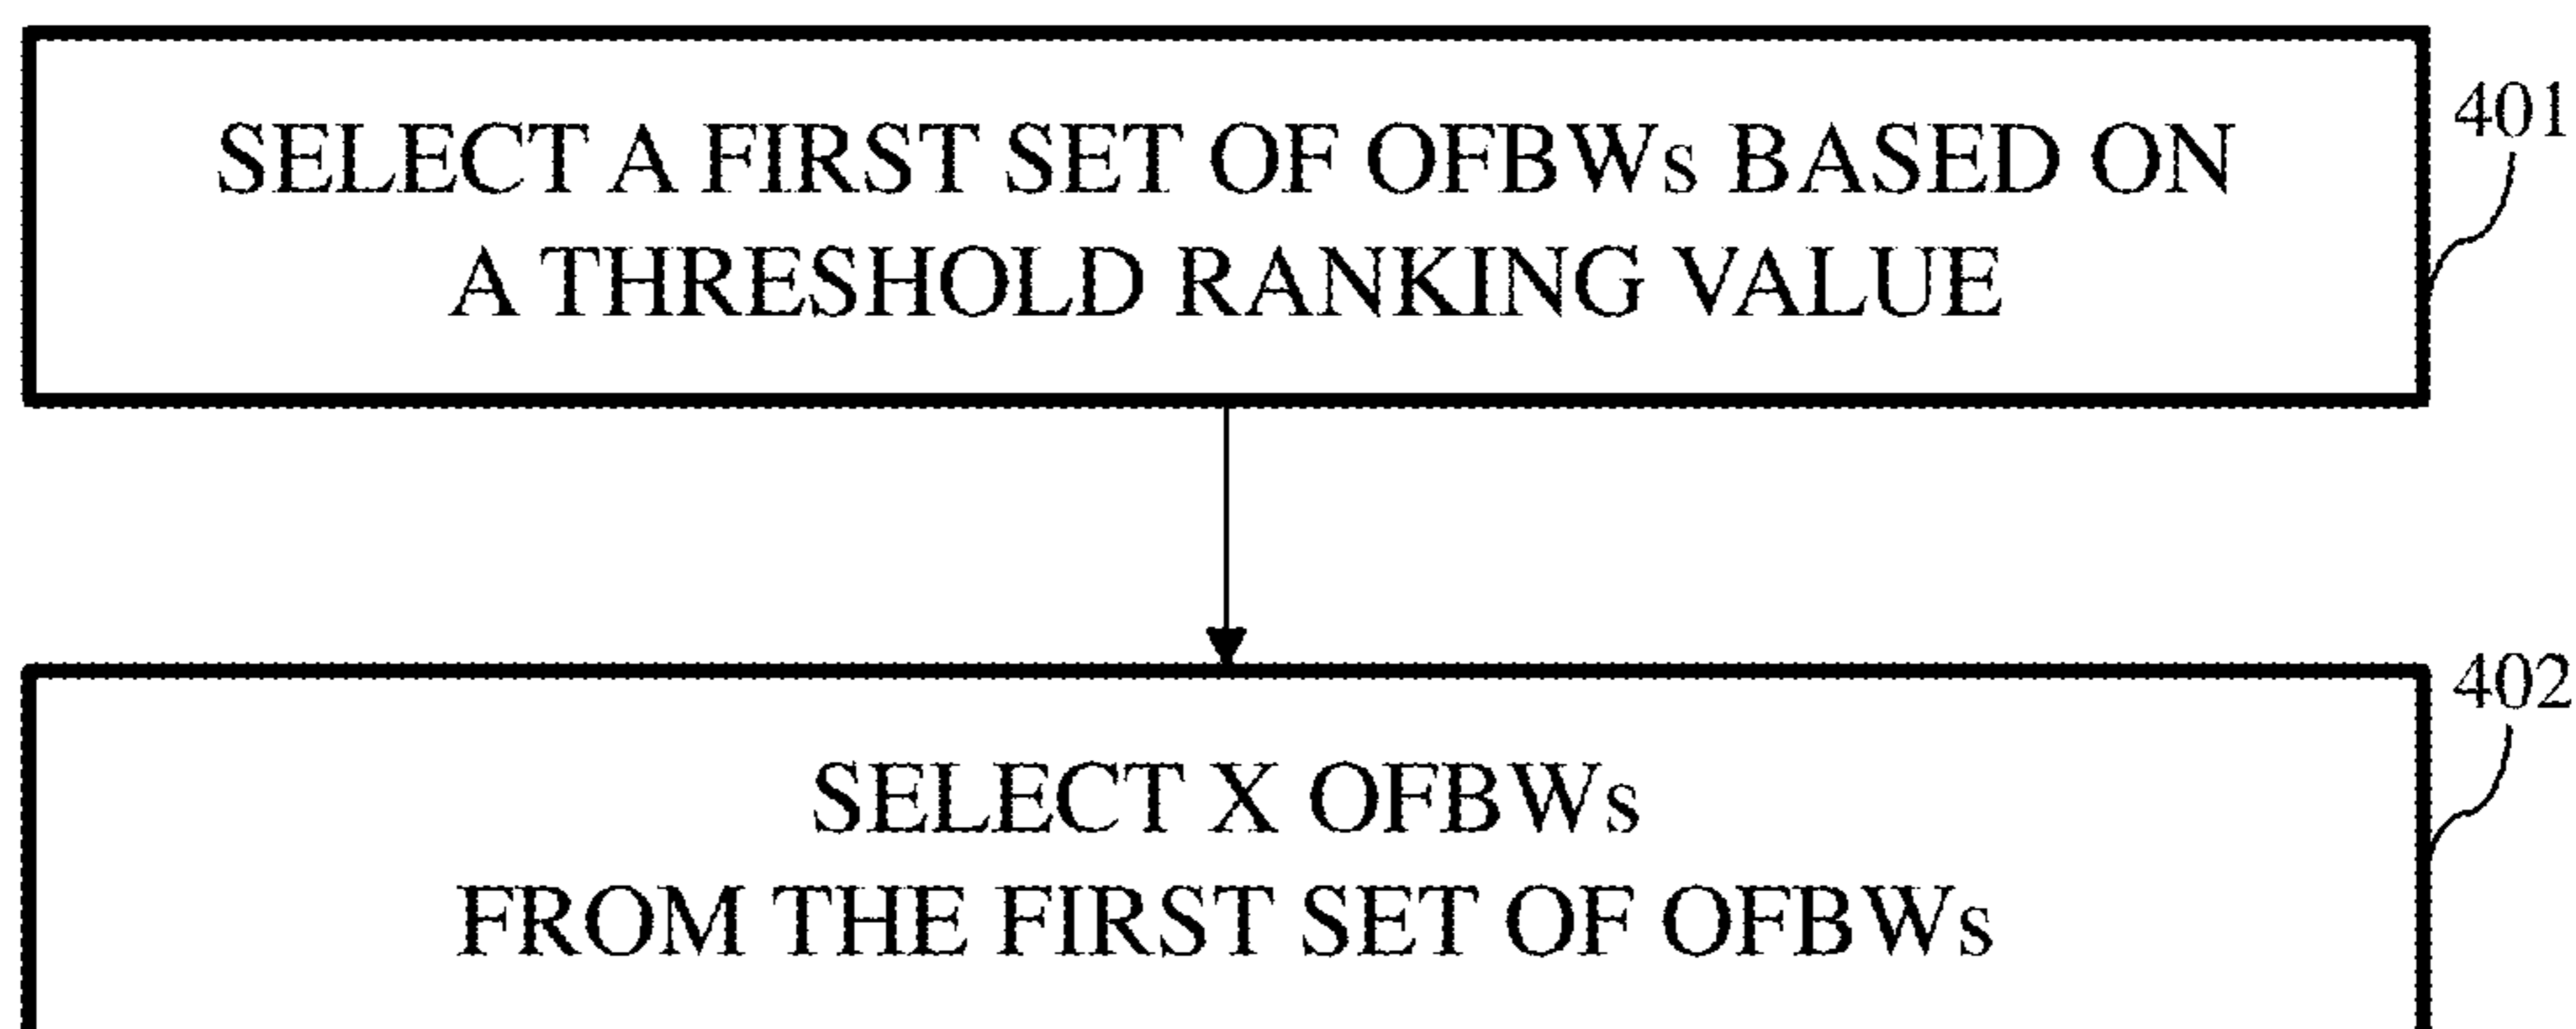 SELECT A FIRST SET OF OFBWs BASED ON
A THRESHOLD RANKING VALUE
401
402
SELECT X OFBWs
FROM THE FIRST SET OF OFBWs